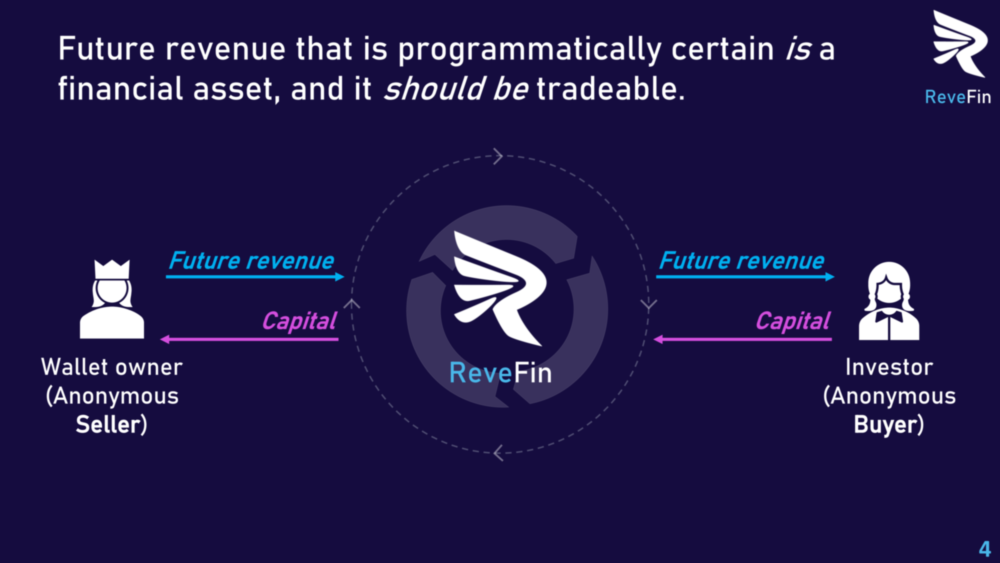 Future revenue that is programmatically certain is a
financial asset, and it should be tradeable.
ReveFin
Future revenue
Capital
Wallet owner
(Anonymous
Seller)
ReveFin
Future revenue
Capital
Investor
(Anonymous
Buyer)
4